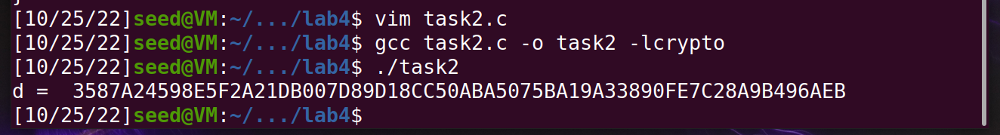 [10/25/22]seed@VM:~/.../lab4$ vim task2.c
[10/25/22]seed@VM:~/.../lab4$ gcc task2.c -o task2 -lcrypto
[10/25/22]seed@VM:~/.../lab4$ ./task2
d =  3587A24598E5F2A21DB007D89D18CC50ABA5075BA19A33890FE7C28A9B496AEB
[10/25/22]seed@VM:~/.../lab4$